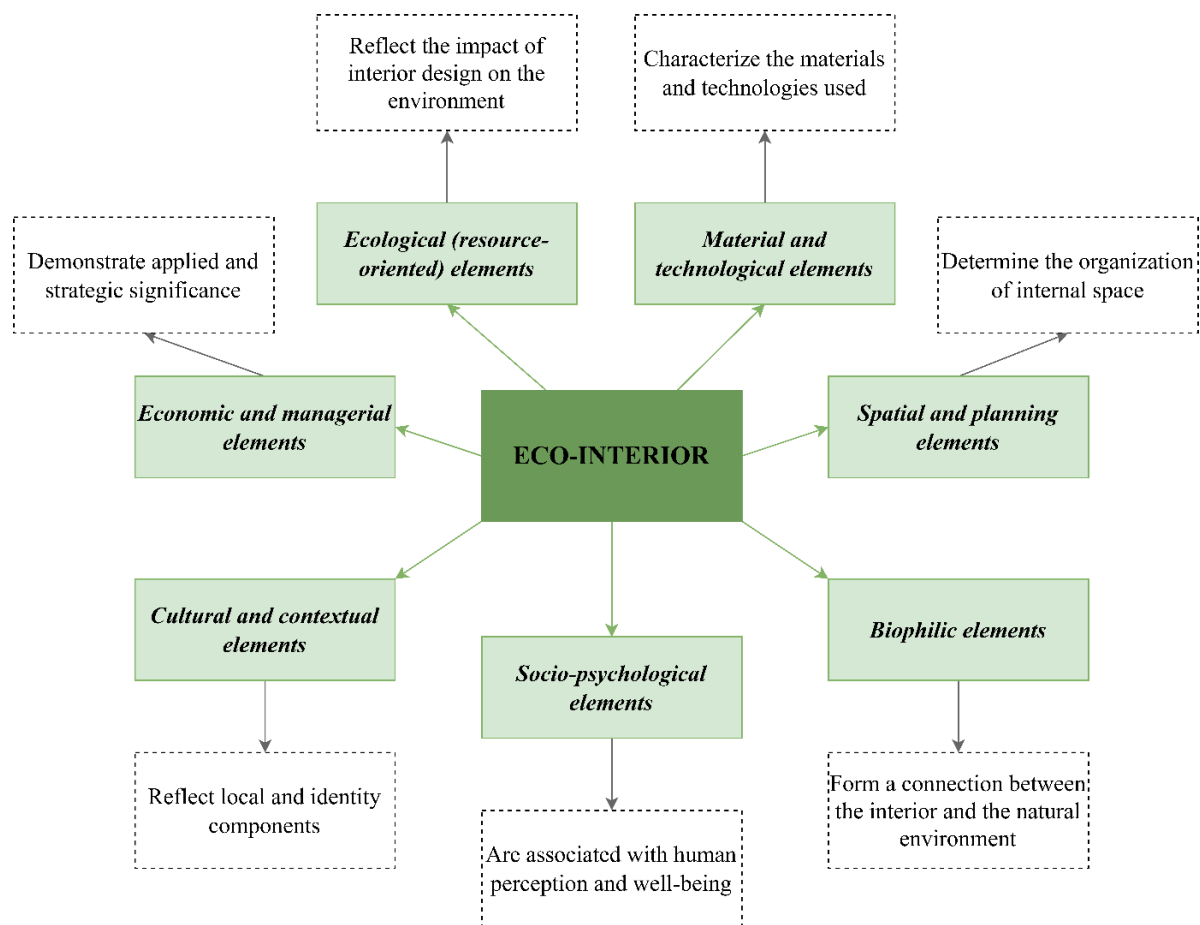 Reflect the impact of
interior design on the
environment
Characterize the materials
and technologies used
Ecological (resource-
oriented) elements
Material and
technological elements
Demonstrate applied and
strategic significance
Determine the organization
of internal space
Economic and managerial
elements
ECO-INTERIOR
Spatial and planning
elements
Cultural and contextual
elements
Socio-psychological
elements
Biophilic elements
Reflect local and identity
components
Are associated with human
perception and well-being
Form a connection between
the interior and the natural
environment